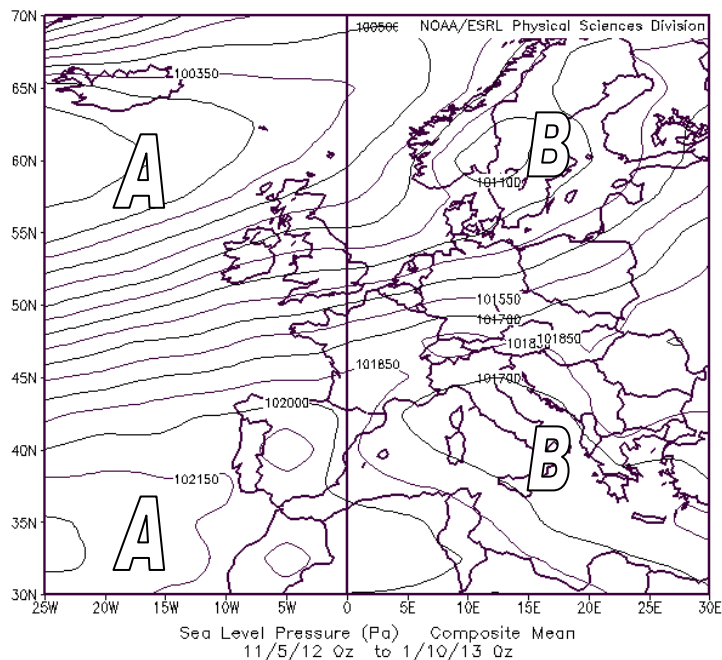 70N
10050
NOAA/ESRL Physical Sciences Division
100350
65N
A
B
60N
101100
55N
50N
101550
101700
101850
101850
45N
101700
102000
40N
B
102150
A
35N
30N
25W 20W 15W 10W 5W 0 5E 10E 15E 20E 25E 30E
Sea Level Pressure (Pa) Composite Mean
11/5/12 0z to 1/10/13 0z